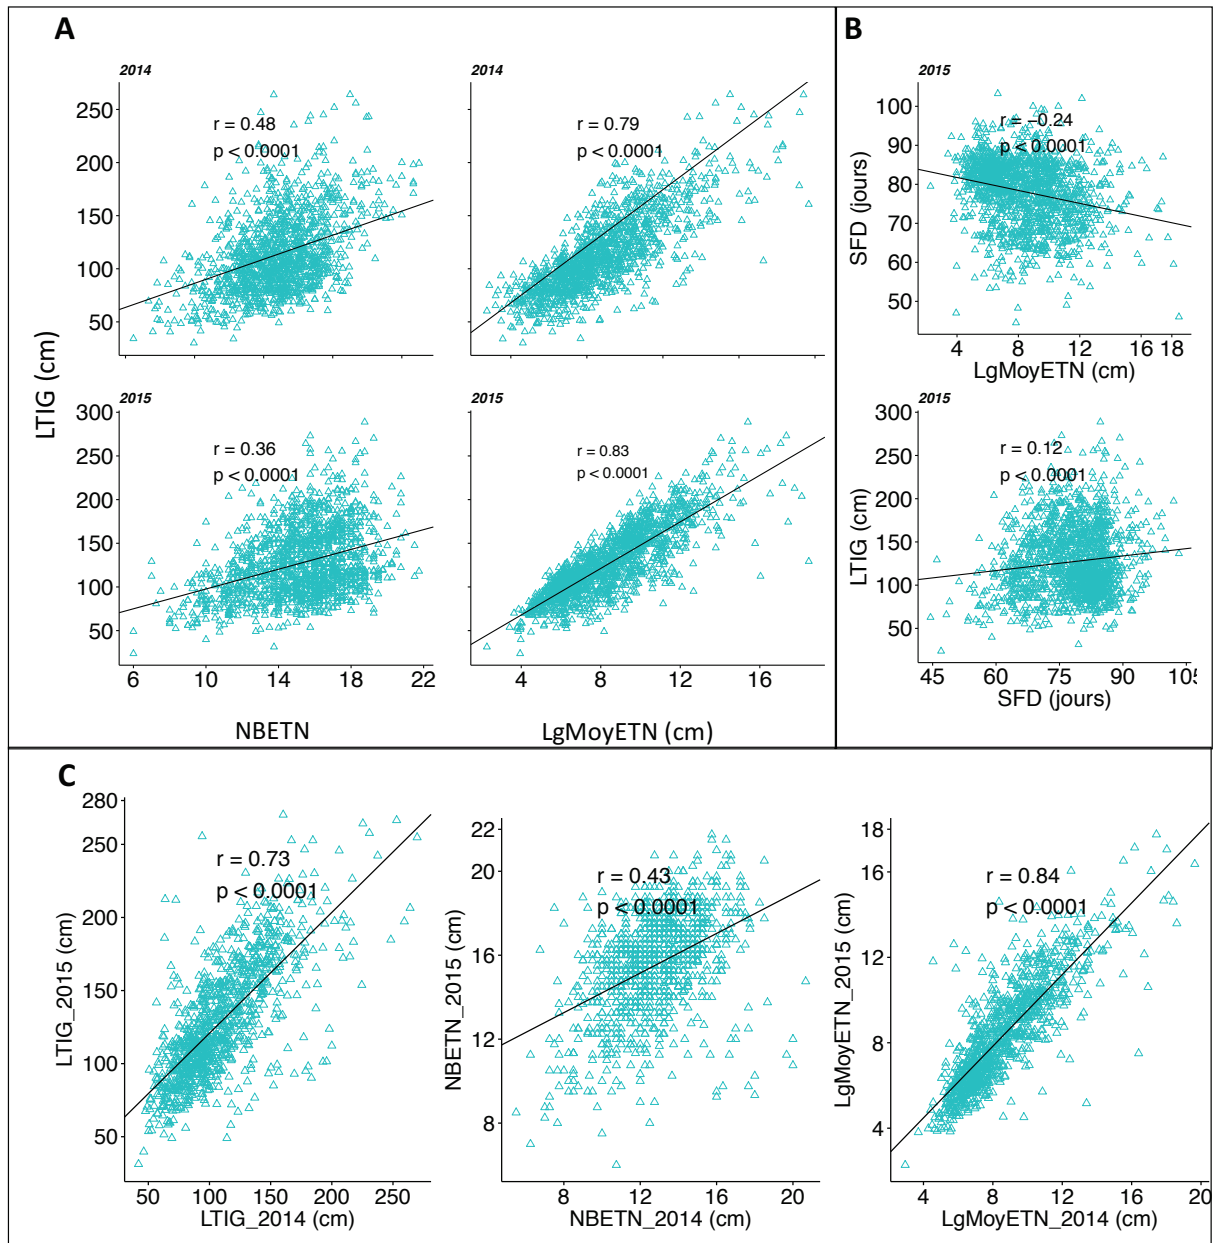 A
2014
250
200
150
100
50
r = 0.48
p < 0.0001
2014
r = 0.79
p < 0.0001
LTIG (cm)
2015
300
250
200
150
100
50
r = 0.36
p < 0.0001
6 10 14 18 22
NBETN
2015
r = 0.83
p < 0.0001
4 8 12 16
LgMoyETN (cm)
B
2015
SFD (jours)
100
90
80
70
60
50
r = −0.24
p < 0.0001
4 8 12 16 18
LgMoyETN (cm)
2015
LTIG (cm)
300
250
200
150
100
50
r = 0.12
p < 0.0001
45 60 75 90 105
SFD (jours)
C
LTIG_2015 (cm)
280
250
200
150
100
50
r = 0.73
p < 0.0001
50 100 150 200 250
LTIG_2014 (cm)
NBETN_2015 (cm)
22
20
16
12
8
r = 0.43
p < 0.0001
8 12 16 20
NBETN_2014 (cm)
LgMoyETN_2015 (cm)
18
12
8
4
r = 0.84
p < 0.0001
4 8 12 16 20
LgMoyETN_2014 (cm)